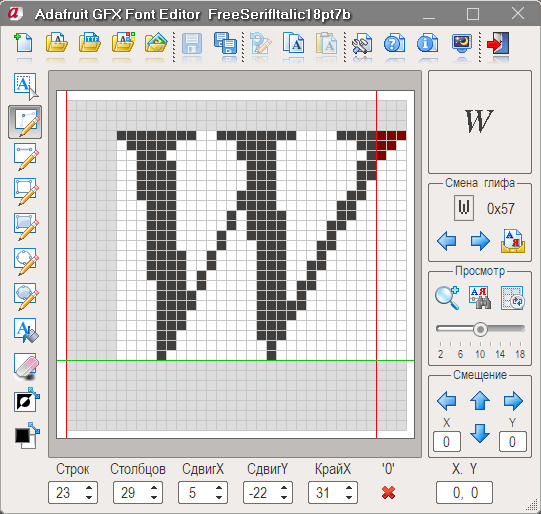 Adafruit GFX Font Editor FreeSerifItalic18pt7b
W
Смена глифа
W 0x57
Просмотр
2 6 10 14 18
Смещение
X Y
0 0
Строк Столбцов СдвигX СдвигY КрайX '0' X. Y
23 29 5 -22 31 0, 0